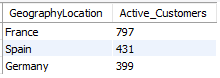 GeographyLocation Active_Customers
France 797
Spain 431
Germany 399